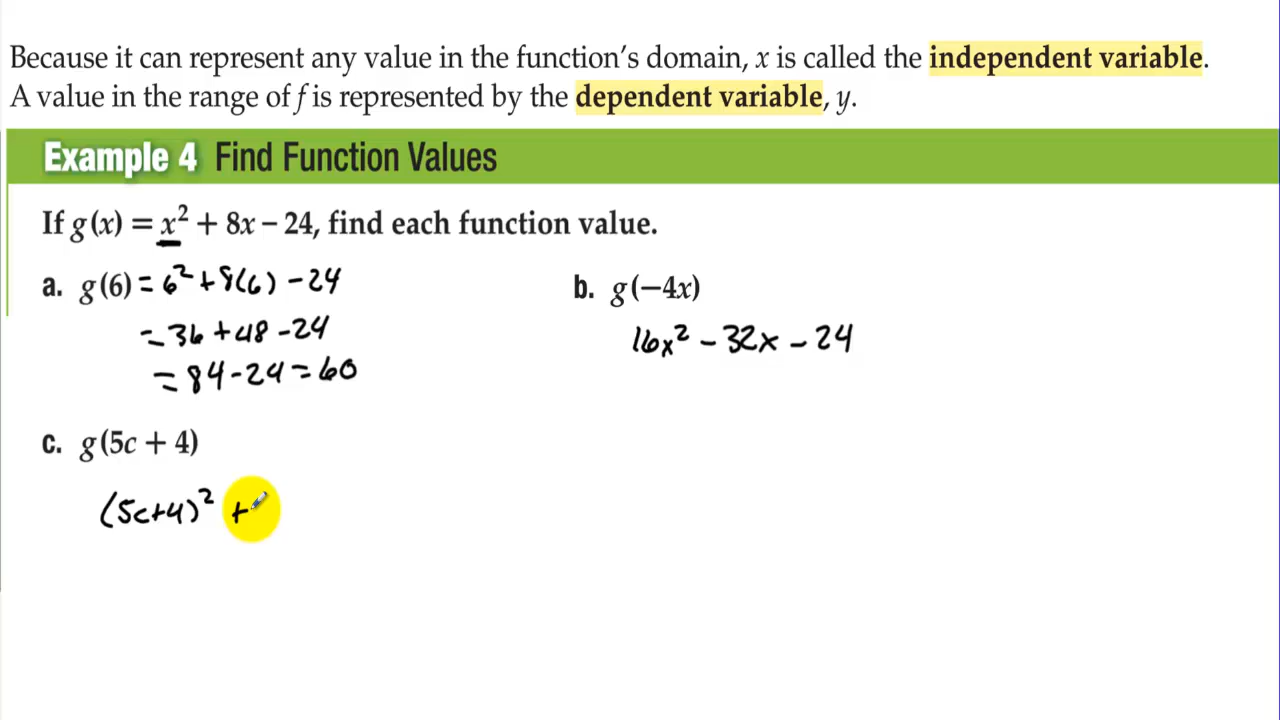 Because it can represent any value in the function's domain, x is called the independent variable.
A value in the range of f is represented by the dependent variable, y.
Example 4 Find Function Values
If g(x) = x² + 8x − 24, find each function value.
a. g(6) = 6² + 8(6) − 24
= 36 + 48 − 24
= 84 − 24 = 60
b. g(−4x)
16x² − 32x − 24
c. g(5c + 4)
(5c+4)² +